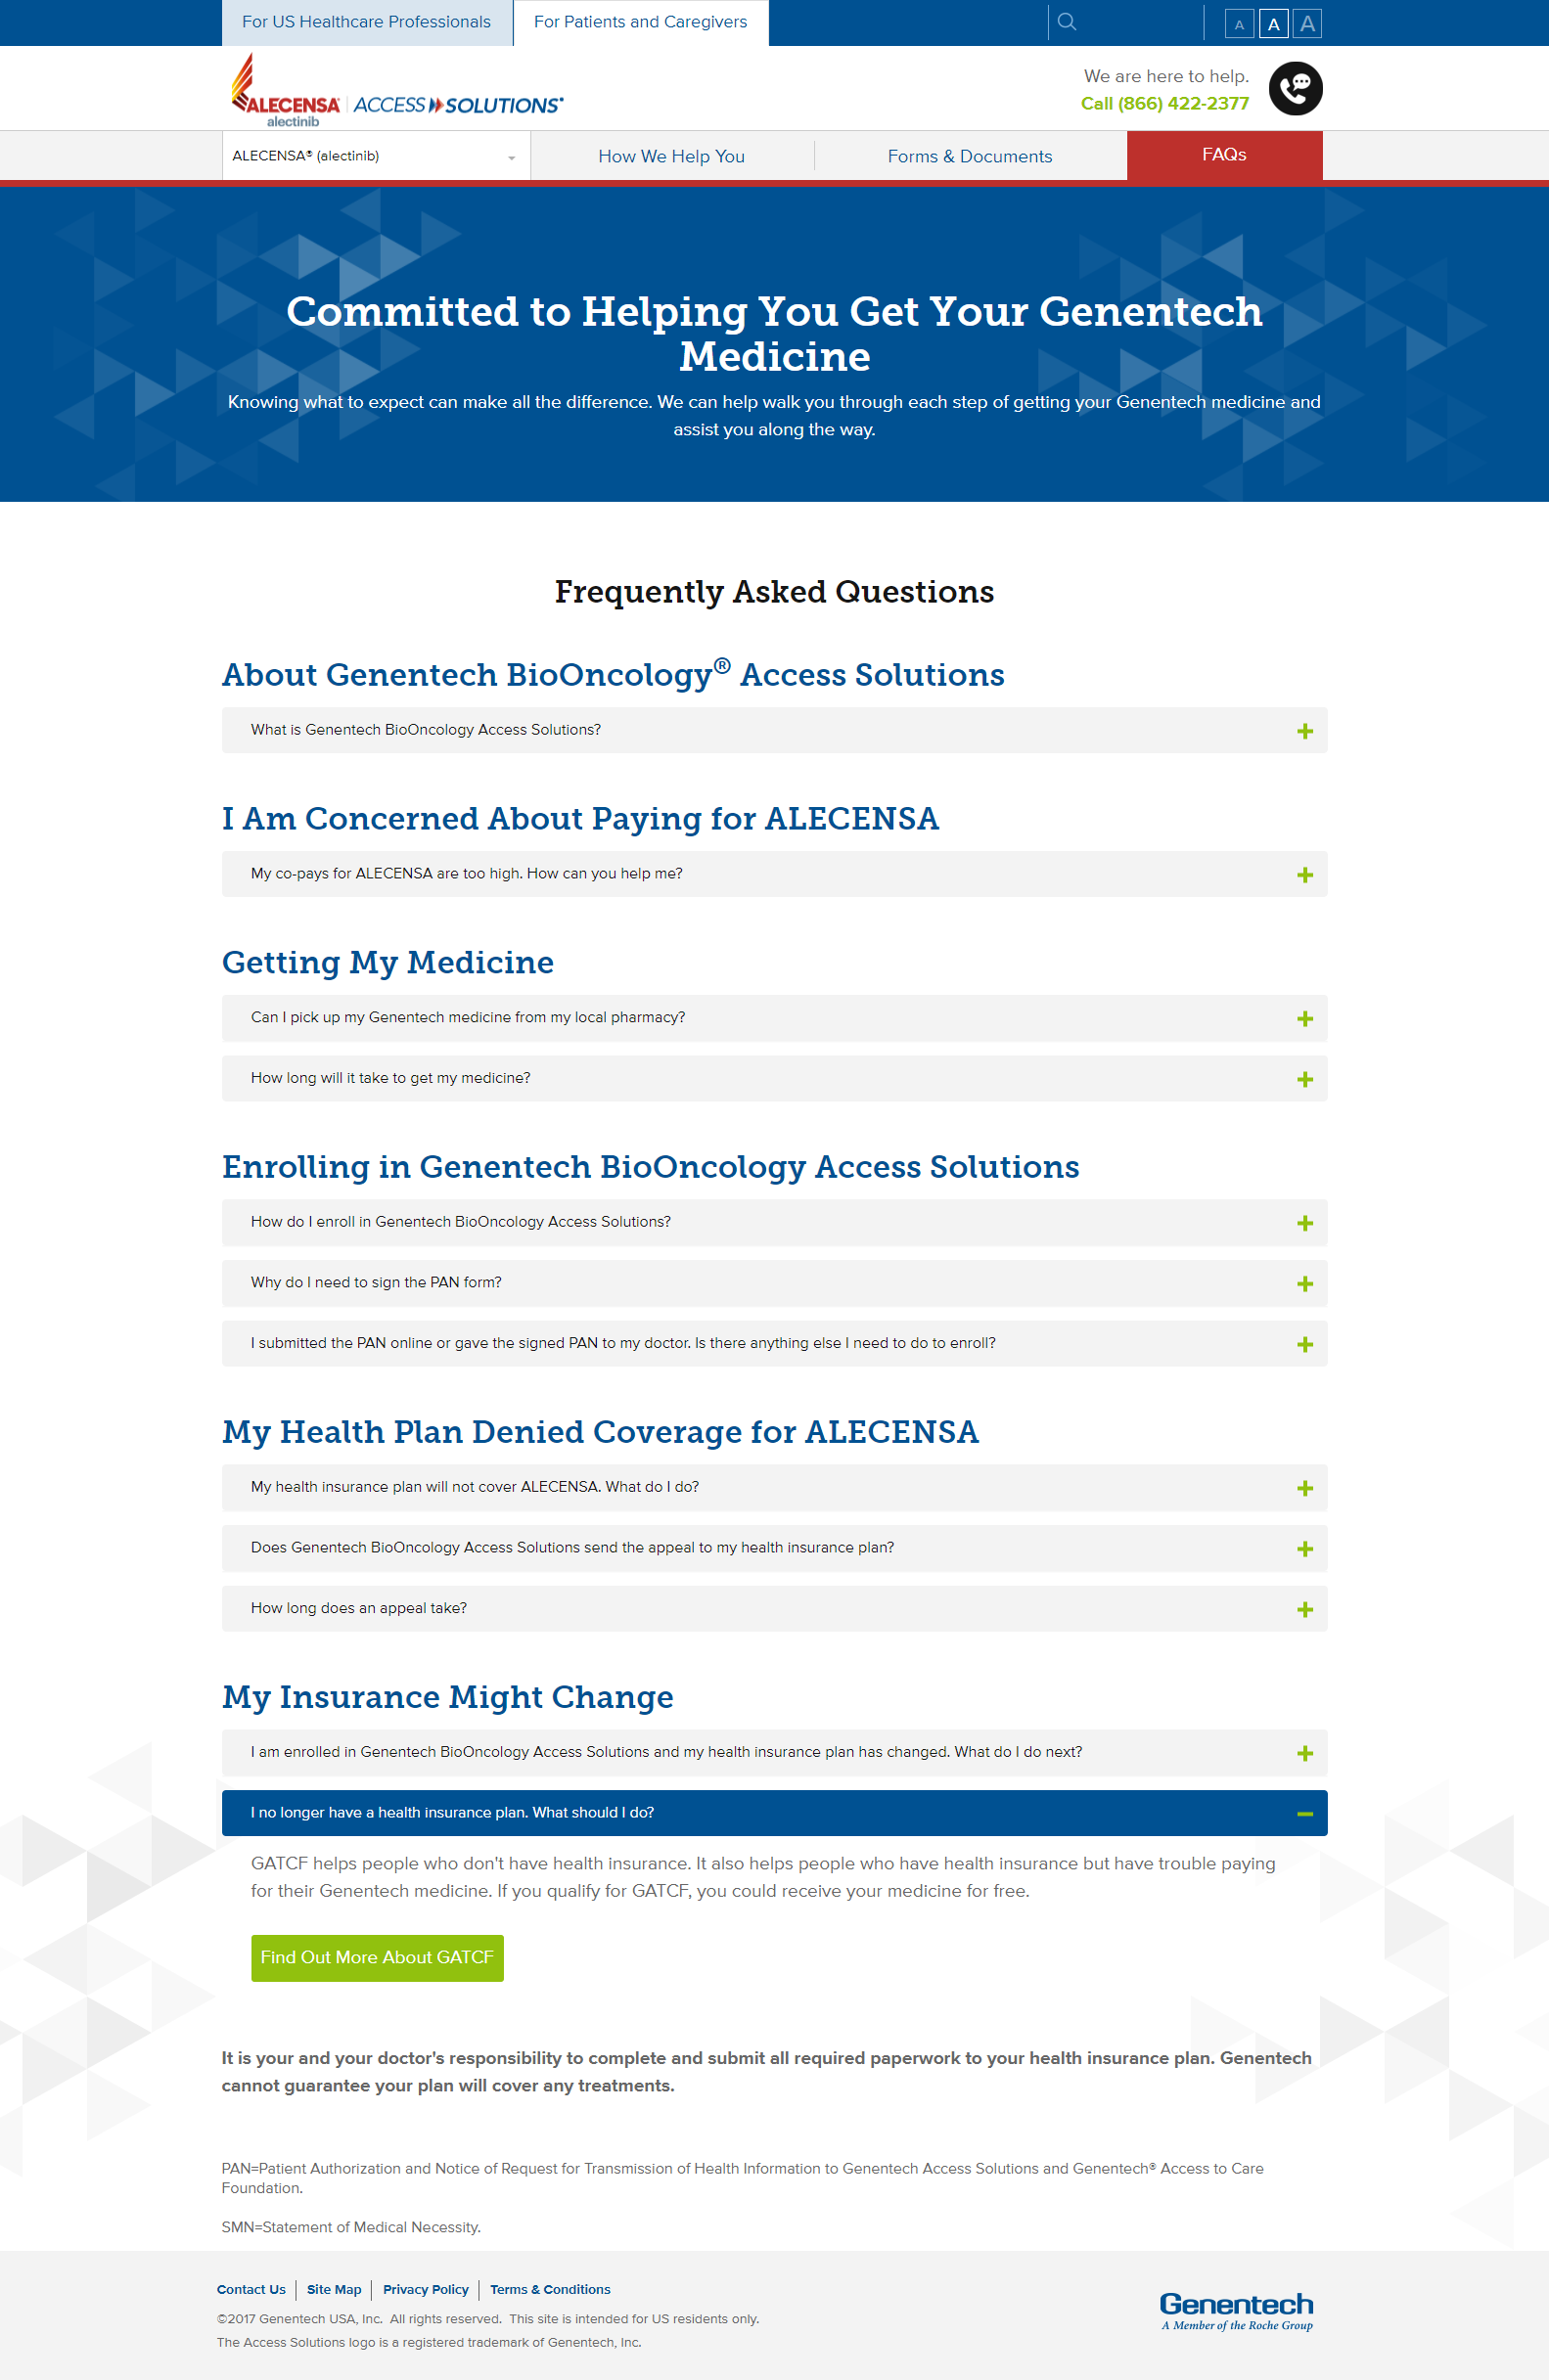 For US Healthcare Professionals
For Patients and Caregivers
A A A
ALECENSA® | ACCESS SOLUTIONS®
alectinib
We are here to help.
Call (866) 422-2377
ALECENSA® (alectinib)
How We Help You
Forms & Documents
FAQs
Committed to Helping You Get Your Genentech
Medicine
Knowing what to expect can make all the difference. We can help walk you through each step of getting your Genentech medicine and
assist you along the way.
Frequently Asked Questions
About Genentech BioOncology® Access Solutions
What is Genentech BioOncology Access Solutions?
I Am Concerned About Paying for ALECENSA
My co-pays for ALECENSA are too high. How can you help me?
Getting My Medicine
Can I pick up my Genentech medicine from my local pharmacy?
How long will it take to get my medicine?
Enrolling in Genentech BioOncology Access Solutions
How do I enroll in Genentech BioOncology Access Solutions?
Why do I need to sign the PAN form?
I submitted the PAN online or gave the signed PAN to my doctor. Is there anything else I need to do to enroll?
My Health Plan Denied Coverage for ALECENSA
My health insurance plan will not cover ALECENSA. What do I do?
Does Genentech BioOncology Access Solutions send the appeal to my health insurance plan?
How long does an appeal take?
My Insurance Might Change
I am enrolled in Genentech BioOncology Access Solutions and my health insurance plan has changed. What do I do next?
I no longer have a health insurance plan. What should I do?
GATCF helps people who don't have health insurance. It also helps people who have health insurance but have trouble paying
for their Genentech medicine. If you qualify for GATCF, you could receive your medicine for free.
Find Out More About GATCF
It is your and your doctor's responsibility to complete and submit all required paperwork to your health insurance plan. Genentech
cannot guarantee your plan will cover any treatments.
PAN=Patient Authorization and Notice of Request for Transmission of Health Information to Genentech Access Solutions and Genentech® Access to Care
Foundation.
SMN=Statement of Medical Necessity.
Contact Us | Site Map | Privacy Policy | Terms & Conditions
©2017 Genentech USA, Inc. All rights reserved. This site is intended for US residents only.
The Access Solutions logo is a registered trademark of Genentech, Inc.
Genentech
A Member of the Roche Group